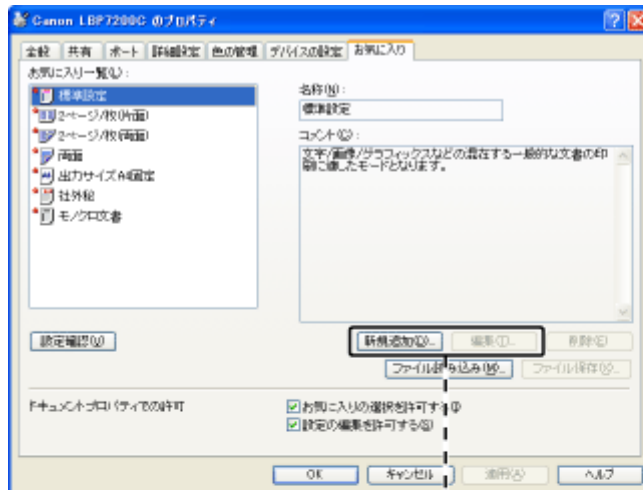 Canon LBP7200C のプロパティ
全般 共有 ポート 詳細設定 色の管理 デバイスの設定 お気に入り
お気に入り一覧(L):
標準設定
2ページ/枚(片面)
2ページ/枚(両面)
両面
出力サイズA4固定
社外秘
モノクロ文書
名称(N):
標準設定
コメント(C):
文字/画像/グラフィックスなどの混在する一般的な文書の印
刷に適したモードとなります。
設定確認(V)
新規追加(D)... 編集(T)... 削除(E)
ファイル読み込み(M)... ファイル保存(X)...
ドキュメントプロパティでの許可
お気に入りの選択を許可する
設定の編集を許可する(G)
OK キャンセル 適用(A) ヘルプ